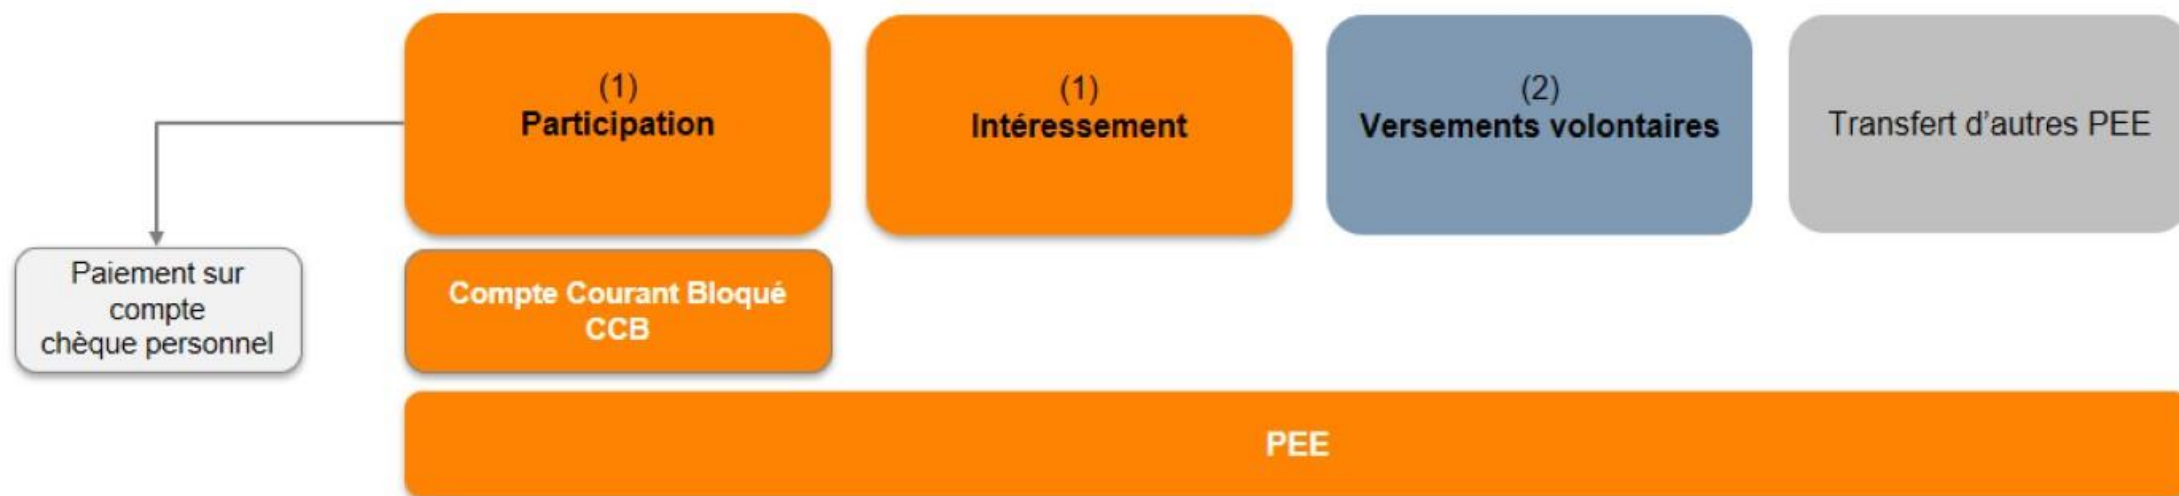 (1)
Participation
(1)
Intéressement
(2)
Versements volontaires
Transfert d’autres PEE
Paiement sur
compte
chèque personnel
Compte Courant Bloqué
CCB
PEE